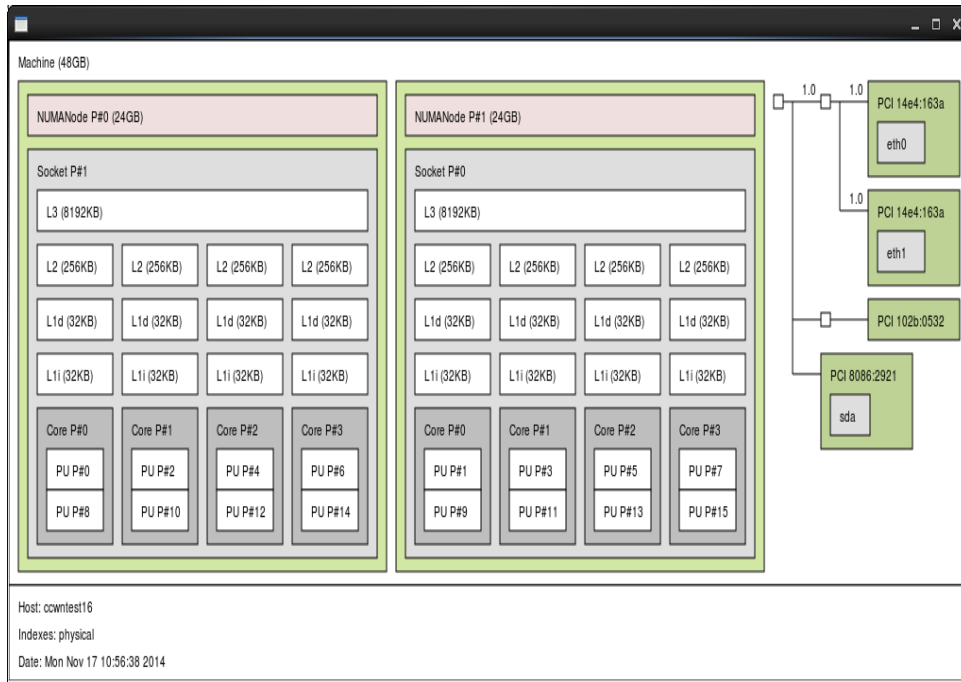 Machine (48GB)
NUMANode P#0 (24GB)
Socket P#1
L3 (8192KB)
L2 (256KB) L2 (256KB) L2 (256KB) L2 (256KB)
L1d (32KB) L1d (32KB) L1d (32KB) L1d (32KB)
L1i (32KB) L1i (32KB) L1i (32KB) L1i (32KB)
Core P#0 Core P#1 Core P#2 Core P#3
PU P#0 PU P#2 PU P#4 PU P#6
PU P#8 PU P#10 PU P#12 PU P#14
NUMANode P#1 (24GB)
Socket P#0
L3 (8192KB)
L2 (256KB) L2 (256KB) L2 (256KB) L2 (256KB)
L1d (32KB) L1d (32KB) L1d (32KB) L1d (32KB)
L1i (32KB) L1i (32KB) L1i (32KB) L1i (32KB)
Core P#0 Core P#1 Core P#2 Core P#3
PU P#1 PU P#3 PU P#5 PU P#7
PU P#9 PU P#11 PU P#13 PU P#15
1.0 1.0 PCI 14e4:163a
eth0
1.0 PCI 14e4:163a
eth1
PCI 102b:0532
PCI 8086:2921
sda
Host: ccwntest16
Indexes: physical
Date: Mon Nov 17 10:56:38 2014